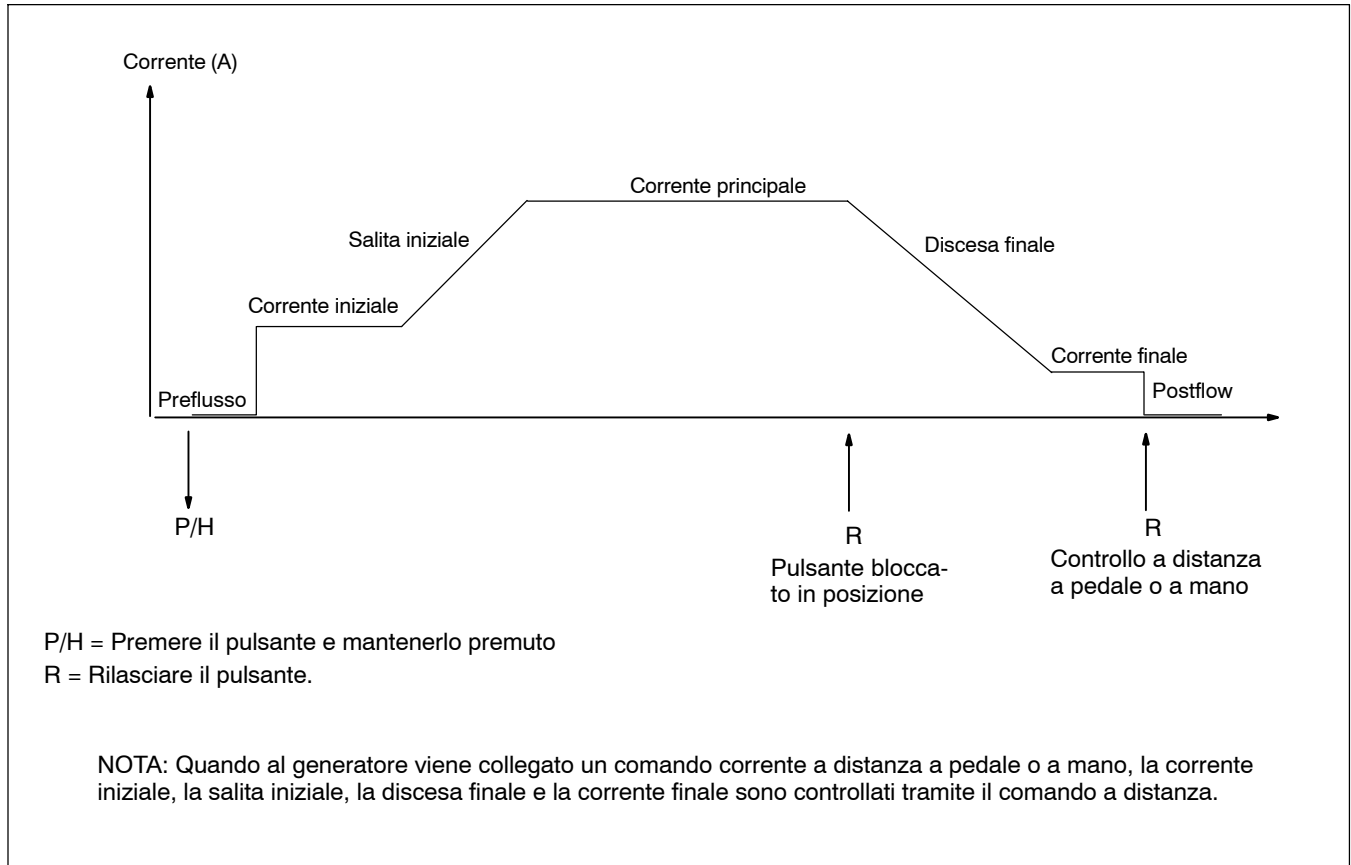 Corrente (A)
Corrente principale
Salita iniziale
Discesa finale
Corrente iniziale
Corrente finale
Preflusso
Postflow
P/H
R
Pulsante blocca-
to in posizione
R
Controllo a distanza
a pedale o a mano
P/H = Premere il pulsante e mantenerlo premuto
R = Rilasciare il pulsante.
NOTA: Quando al generatore viene collegato un comando corrente a distanza a pedale o a mano, la corrente
iniziale, la salita iniziale, la discesa finale e la corrente finale sono controllati tramite il comando a distanza.